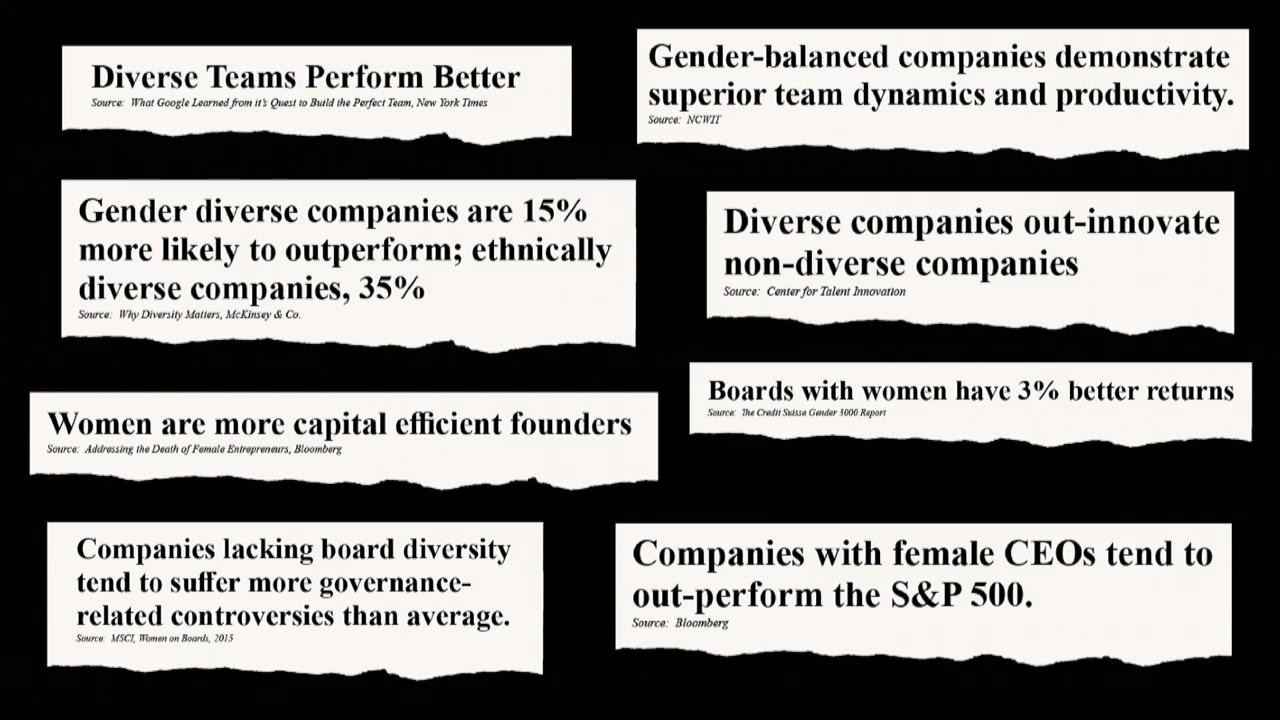 Diverse Teams Perform Better
Source: What Google Learned from it's Quest to Build the Perfect Team, New York Times
Gender-balanced companies demonstrate
superior team dynamics and productivity.
Source: NCWIT
Gender diverse companies are 15%
more likely to outperform; ethnically
diverse companies, 35%
Source: Why Diversity Matters, McKinsey & Co.
Diverse companies out-innovate
non-diverse companies
Source: Center for Talent Innovation
Boards with women have 3% better returns
Source: The Credit Suisse Gender 3000 Report
Women are more capital efficient founders
Source: Addressing the Death of Female Entrepreneurs, Bloomberg
Companies lacking board diversity
tend to suffer more governance-
related controversies than average.
Source: MSCI, Women on Boards, 2015
Companies with female CEOs tend to
out-perform the S&P 500.
Source: Bloomberg